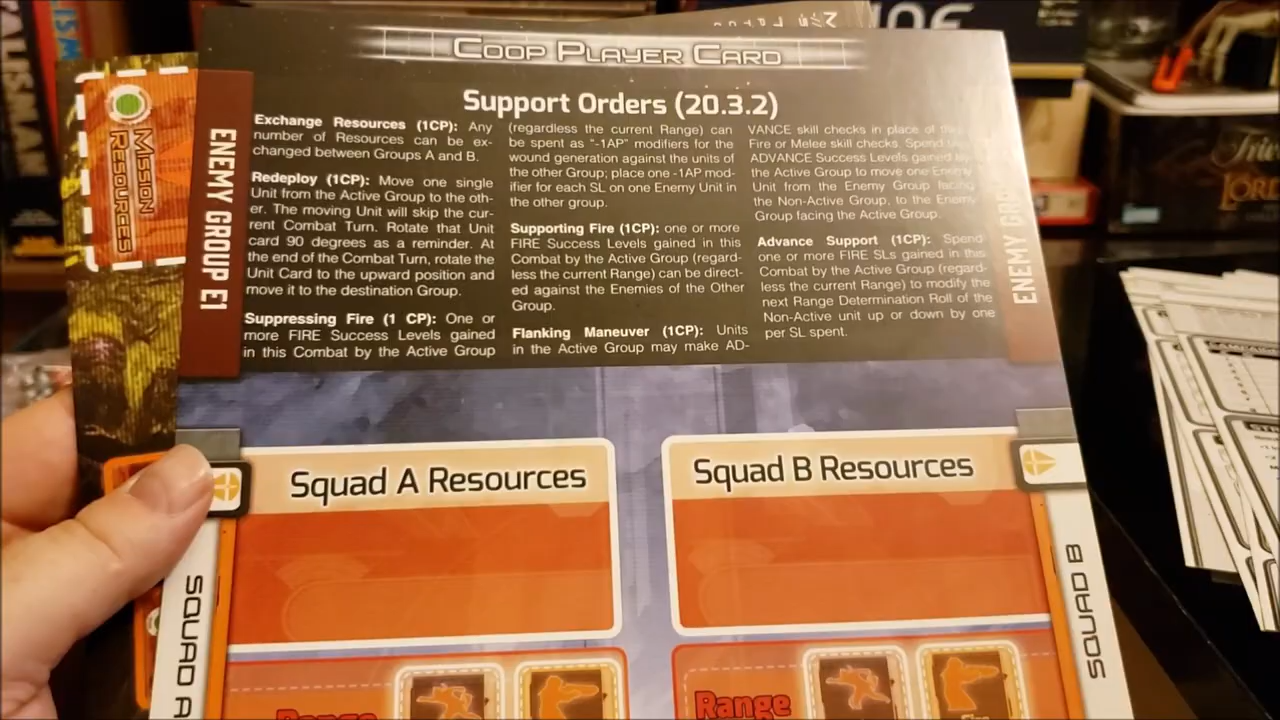 COOP PLAYER CARD
Support Orders (20.3.2)
Exchange Resources (1CP): Any
number of Resources can be ex-
changed between Groups A and B.
Redeploy (1CP): Move one single
Unit from the Active Group to the oth-
er. The moving Unit will skip the cur-
rent Combat Turn. Rotate that Unit
card 90 degrees as a reminder. At
the end of the Combat Turn, rotate the
Unit Card to the upward position and
move it to the destination Group.
Suppressing Fire (1 CP): One or
more FIRE Success Levels gained
in this Combat by the Active Group
(regardless the current Range) can
be spent as "-1AP" modifiers for the
wound generation against the units of
the other Group; place one -1AP mod-
ifier for each SL on one Enemy Unit in
the other group.
Supporting Fire (1CP): one or more
FIRE Success Levels gained in this
Combat by the Active Group (regard-
less the current Range) can be direct-
ed against the Enemies of the Other
Group.
Flanking Maneuver (1CP): Units
in the Active Group may make AD-
VANCE skill checks in place of
Fire or Melee skill checks. Spend
ADVANCE Success Levels gained
the Active Group to move one Enemy
Unit from the Enemy Group facing
the Non-Active Group, to the Enemy
Group facing the Active Group.
Advance Support (1CP): Spend
one or more FIRE SLs gained in this
Combat by the Active Group (regard-
less the current Range) to modify the
next Range Determination Roll of the
Non-Active unit up or down by one
per SL spent.
ENEMY GROUP E1
ENEMY
MISSION
RESOURCES
Squad A Resources
Squad B Resources
SQUAD A
SQUAD B
Range
Range
Fire
TALISMAN